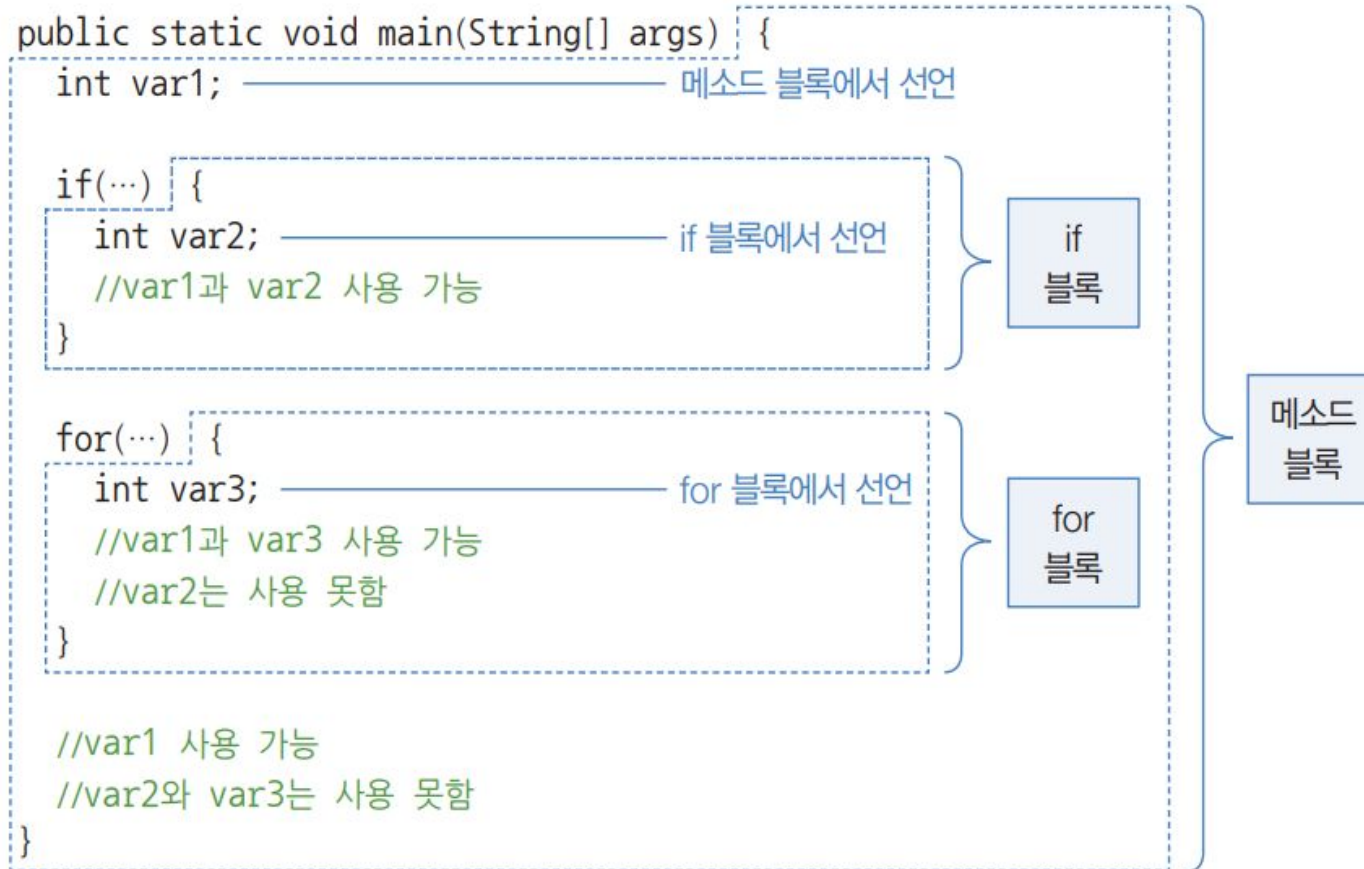 public static void main(String[] args) {
int var1; 메소드 블록에서 선언
if(…) {
int var2; if 블록에서 선언
//var1과 var2 사용 가능
}
if
블록
for(…) {
int var3; for 블록에서 선언
//var1과 var3 사용 가능
//var2는 사용 못함
}
for
블록
메소드
블록
//var1 사용 가능
//var2와 var3는 사용 못함
}